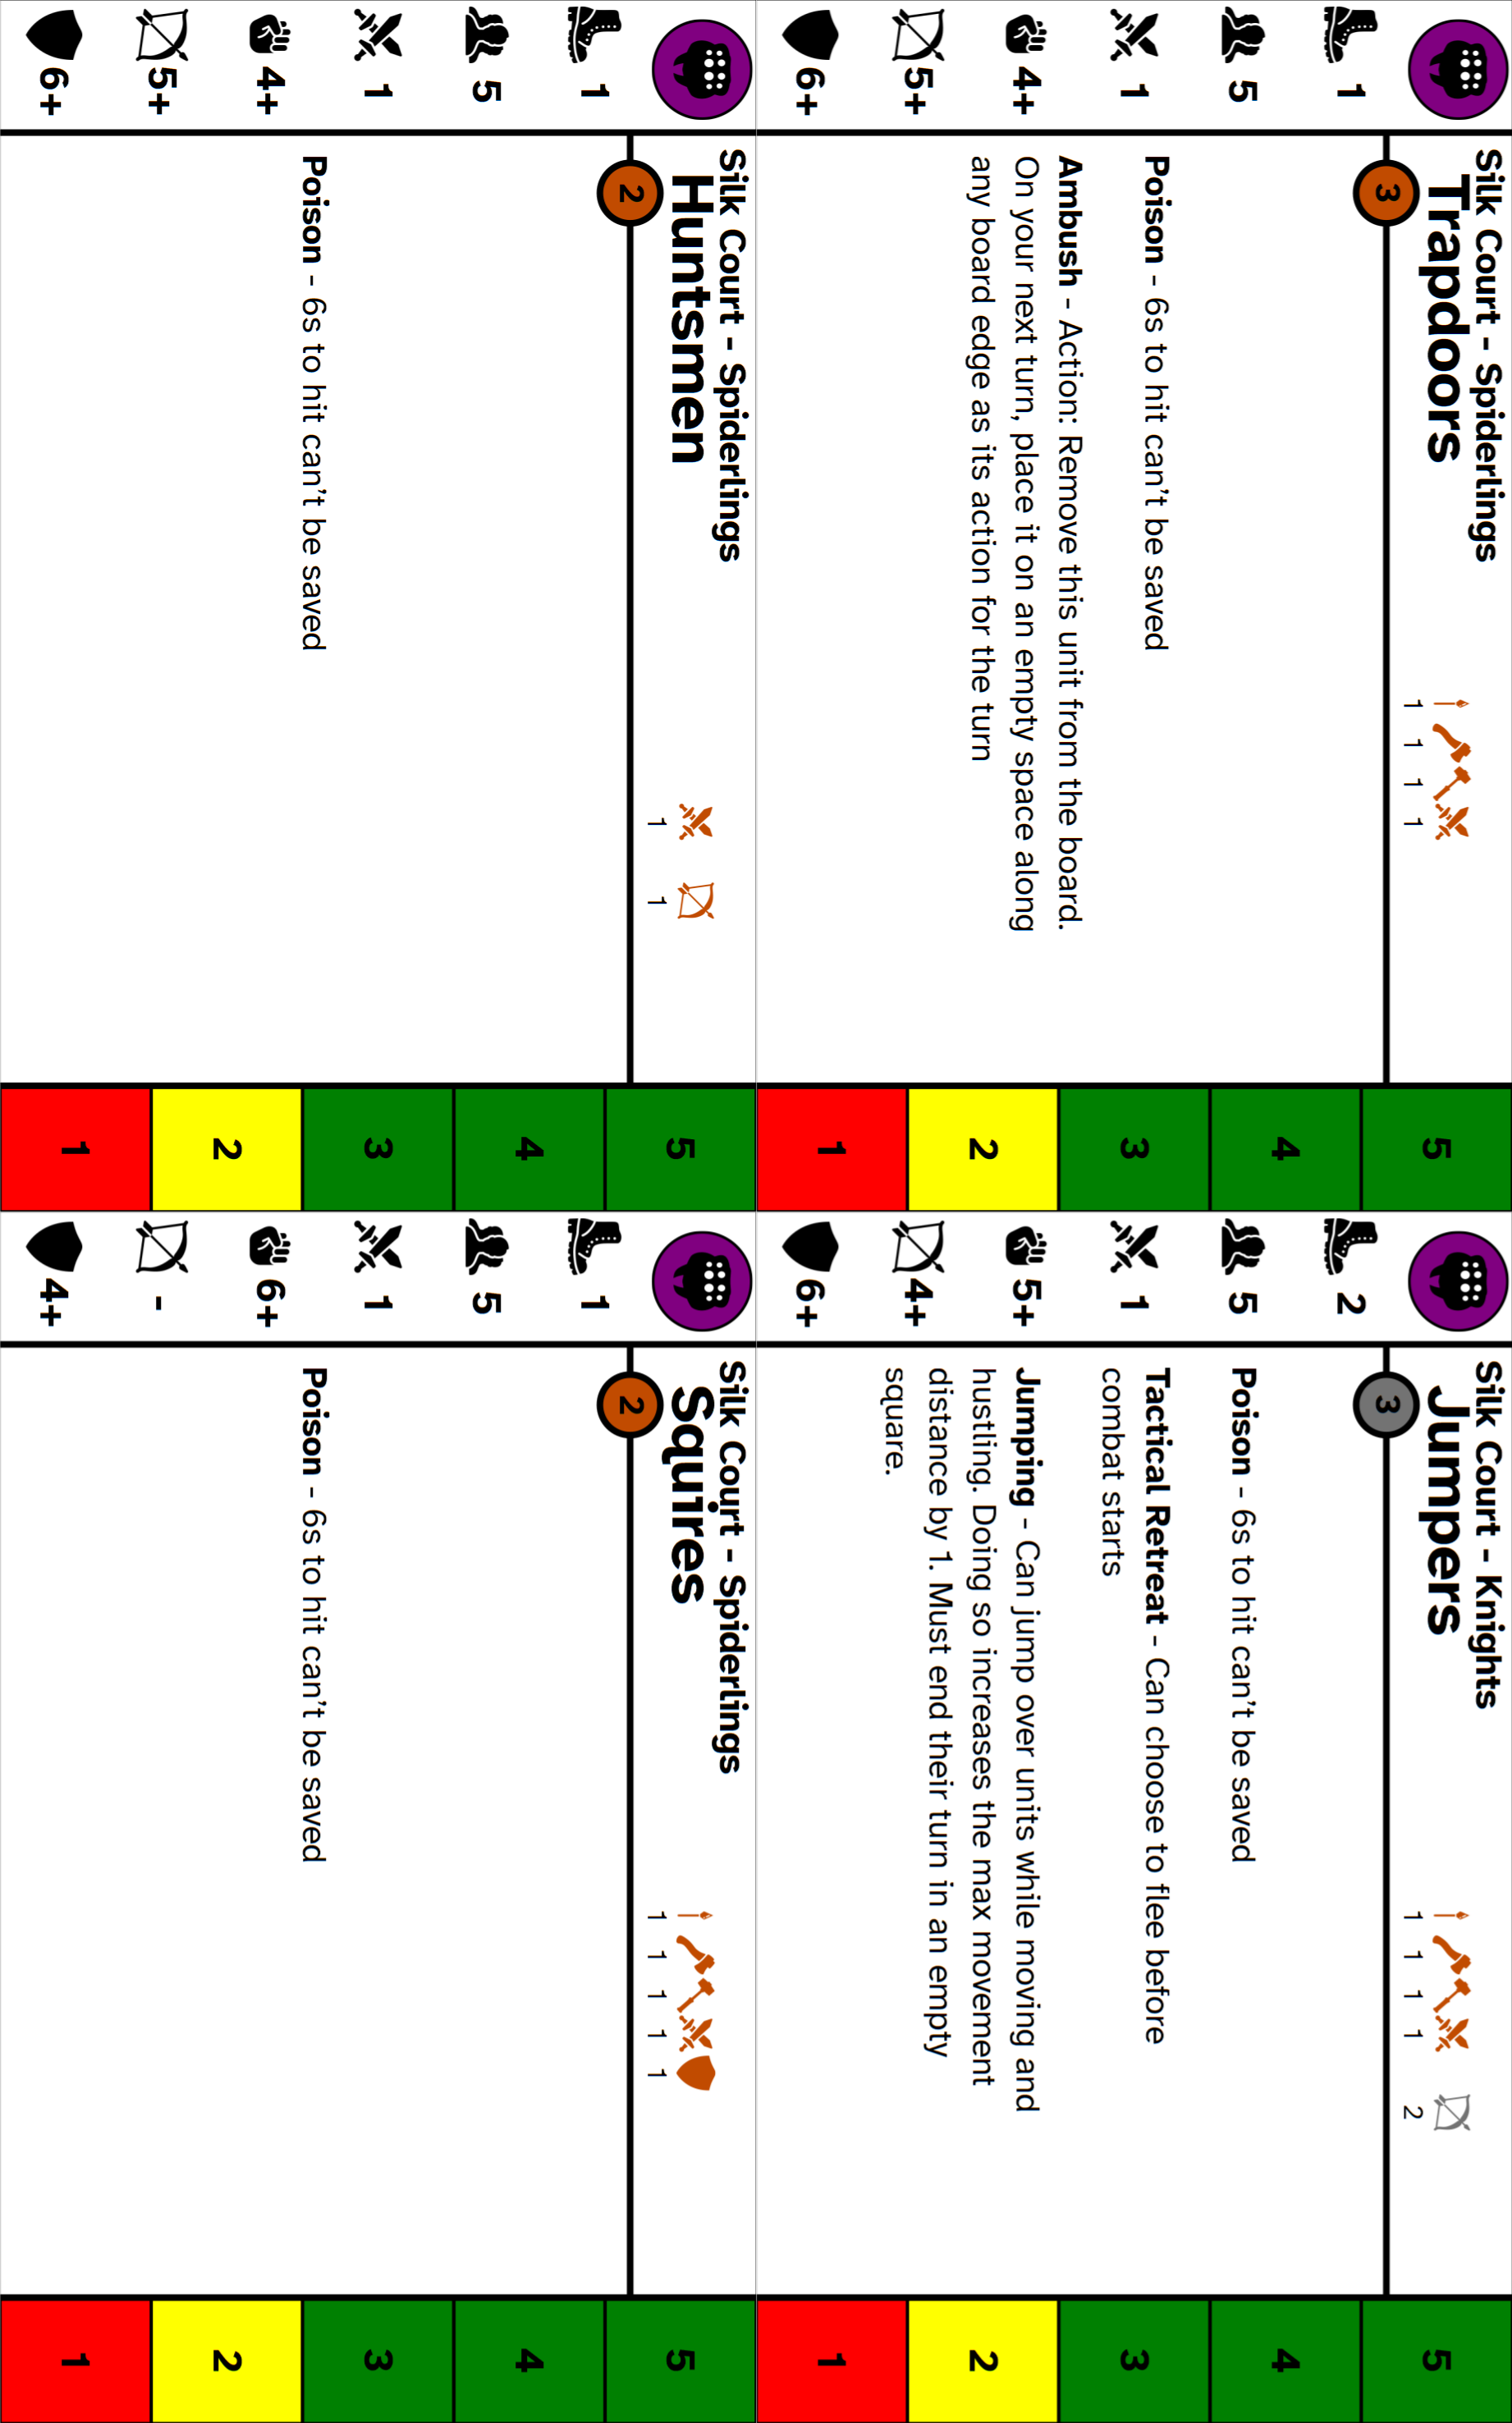 Silk Court - Spiderlings
Trapdoors
3
1 1 1 1
1
5
1
4+
5+
6+
Poison - 6s to hit can’t be saved
Ambush - Action: Remove this unit from the board.
On your next turn, place it on an empty space along
any board edge as its action for the turn
5
4
3
2
1
Silk Court - Knights
Jumpers
3
1 1 1 1 2
2
5
1
5+
4+
6+
Poison - 6s to hit can’t be saved
Tactical Retreat - Can choose to flee before
combat starts
Jumping - Can jump over units while moving and
hustling. Doing so increases the max movement
distance by 1. Must end their turn in an empty
square.
5
4
3
2
1
Silk Court - Spiderlings
Huntsmen
2
1 1
1
5
1
4+
5+
6+
Poison - 6s to hit can’t be saved
5
4
3
2
1
Silk Court - Spiderlings
Squires
2
1 1 1 1 1
1
5
1
6+
-
4+
Poison - 6s to hit can’t be saved
5
4
3
2
1